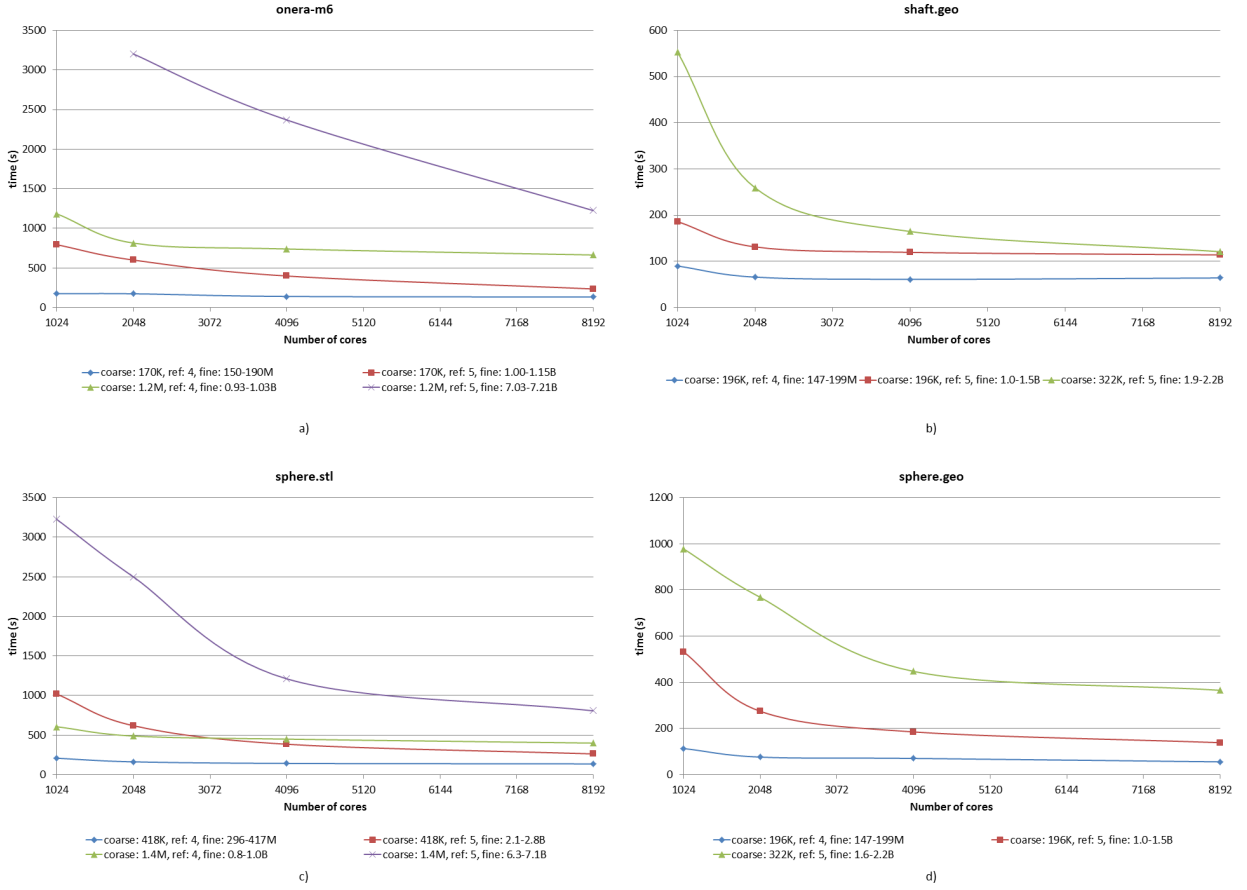 onera-m6
3500
3000
2500
2000
1500
1000
500
0
time (s)
1024 2048 3072 4096 5120 6144 7168 8192
Number of cores
coarse: 170K, ref: 4, fine: 150-190M coarse: 170K, ref: 5, fine: 1.00-1.15B
coarse: 1.2M, ref: 4, fine: 0.93-1.03B coarse: 1.2M, ref: 5, fine: 7.03-7.21B
a)
shaft.geo
600
500
400
300
200
100
0
time (s)
1024 2048 3072 4096 5120 6144 7168 8192
Number of cores
coarse: 196K, ref: 4, fine: 147-199M coarse: 196K, ref: 5, fine: 1.0-1.5B coarse: 322K, ref: 5, fine: 1.9-2.2B
b)
sphere.stl
3500
3000
2500
2000
1500
1000
500
0
time (s)
1024 2048 3072 4096 5120 6144 7168 8192
Number of cores
coarse: 418K, ref: 4, fine: 296-417M coarse: 418K, ref: 5, fine: 2.1-2.8B
corase: 1.4M, ref: 4, fine: 0.8-1.0B coarse: 1.4M, ref: 5, fine: 6.3-7.1B
c)
sphere.geo
1200
1000
800
600
400
200
0
time (s)
1024 2048 3072 4096 5120 6144 7168 8192
Number of cores
coarse: 196K, ref: 4, fine: 147-199M coarse: 196K, ref: 5, fine: 1.0-1.5B
coarse: 322K, ref: 5, fine: 1.6-2.2B
d)